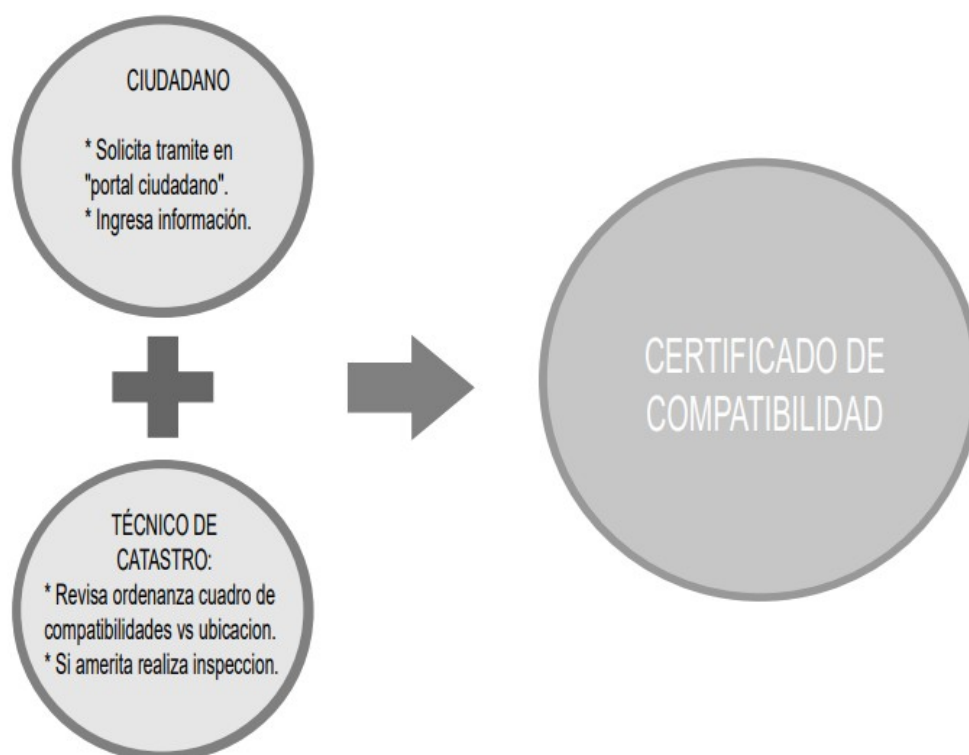 CIUDADANO
* Solicita tramite en
"portal ciudadano".
* Ingresa información.
TÉCNICO DE
CATASTRO:
* Revisa ordenanza cuadro de
compatibilidades vs ubicacion.
* Si amerita realiza inspeccion.
CERTIFICADO DE
COMPATIBILIDAD